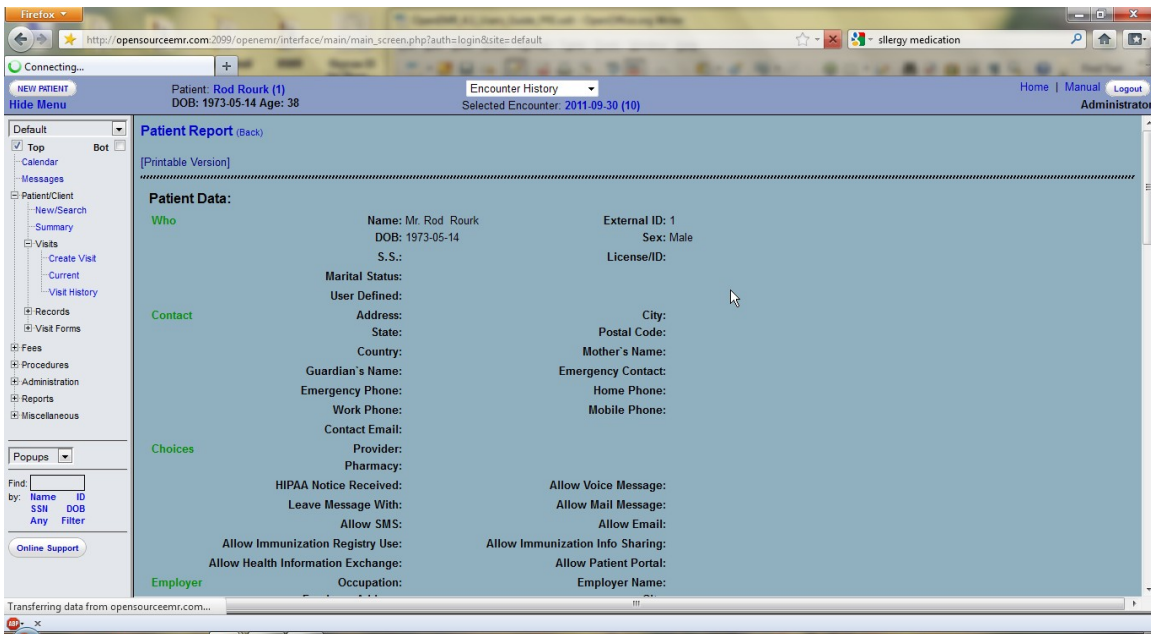 Firefox
http://opensourceemr.com:2099/openemr/interface/main/main_screen.php?auth=login&site=default
sllergy medication
Connecting...
NEW PATIENT
Hide Menu
Patient: Rod Rourk (1)
DOB: 1973-05-14 Age: 38
Encounter History
Selected Encounter: 2011-09-30 (10)
Home | Manual Logout
Administrator
Default
Top Bot
Calendar
Messages
Patient/Client
New/Search
Summary
Visits
Create Visit
Current
Visit History
Records
Visit Forms
Fees
Procedures
Administration
Reports
Miscellaneous
Popups
Find:
by: Name ID
SSN DOB
Any Filter
Online Support
Patient Report (Back)
[Printable Version]
Patient Data:
Who Name: Mr. Rod Rourk External ID: 1
DOB: 1973-05-14 Sex: Male
S.S.: License/ID:
Marital Status:
User Defined:
Contact Address: City:
State: Postal Code:
Country: Mother`s Name:
Guardian`s Name: Emergency Contact:
Emergency Phone: Home Phone:
Work Phone: Mobile Phone:
Contact Email:
Choices Provider:
Pharmacy:
HIPAA Notice Received: Allow Voice Message:
Leave Message With: Allow Mail Message:
Allow SMS: Allow Email:
Allow Immunization Registry Use: Allow Immunization Info Sharing:
Allow Health Information Exchange: Allow Patient Portal:
Employer Occupation: Employer Name:
Transferring data from opensourceemr.com...
ABP x